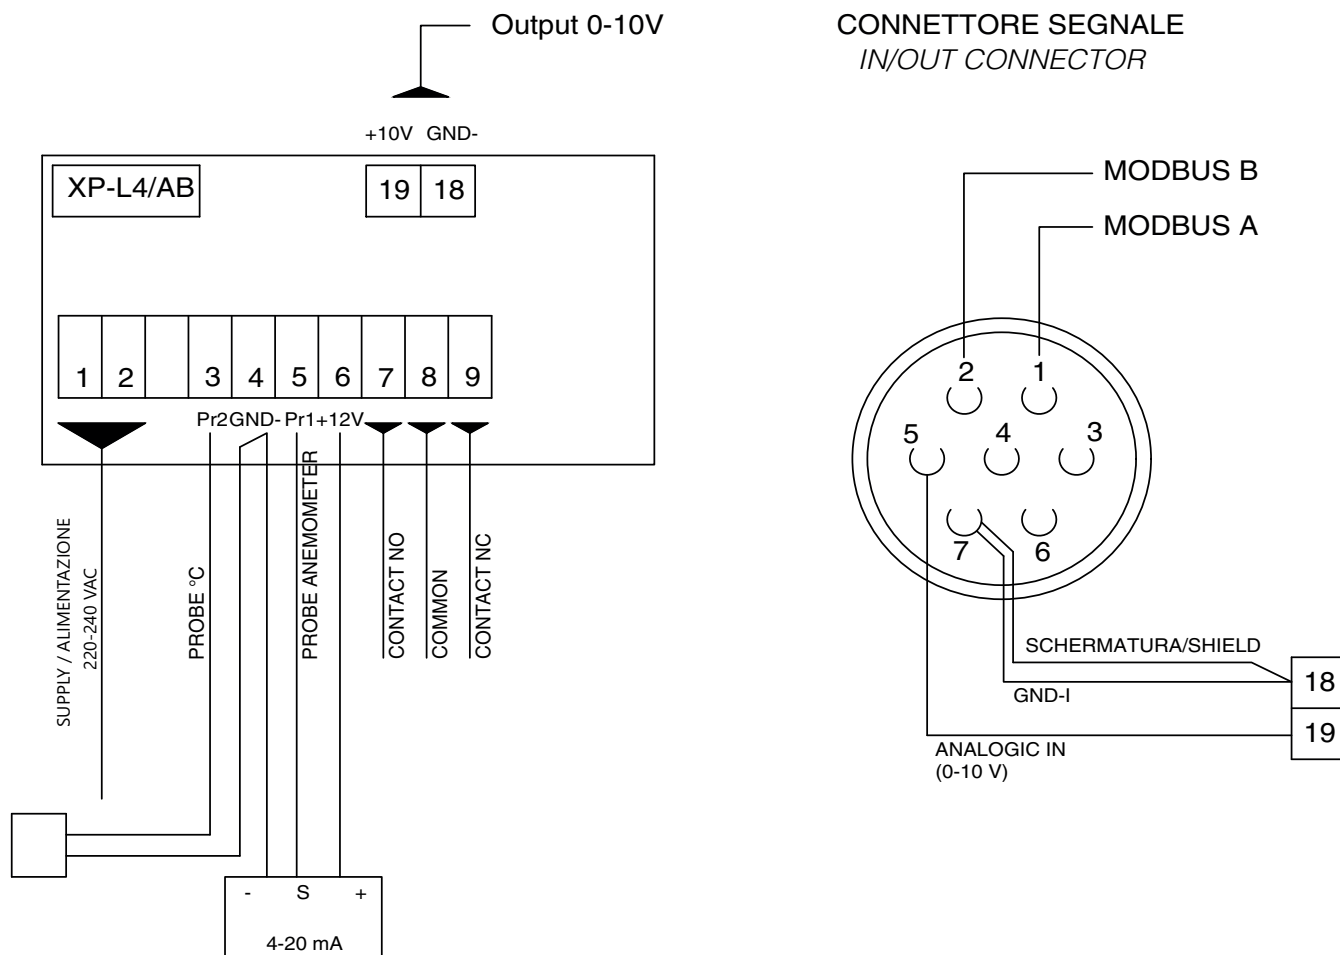 Output 0-10V
+10V GND-
XP-L4/AB
19 18
1 2 3 4 5 6 7 8 9
Pr2GND- Pr1+12V
SUPPLY / ALIMENTAZIONE
220-240 VAC
PROBE °C
PROBE ANEMOMETER
CONTACT NO
COMMON
CONTACT NC
- S +
4-20 mA
CONNETTORE SEGNALE
IN/OUT CONNECTOR
MODBUS B
MODBUS A
2 1
5 4 3
7 6
SCHERMATURA/SHIELD
18
GND-I
19
ANALOGIC IN
(0-10 V)